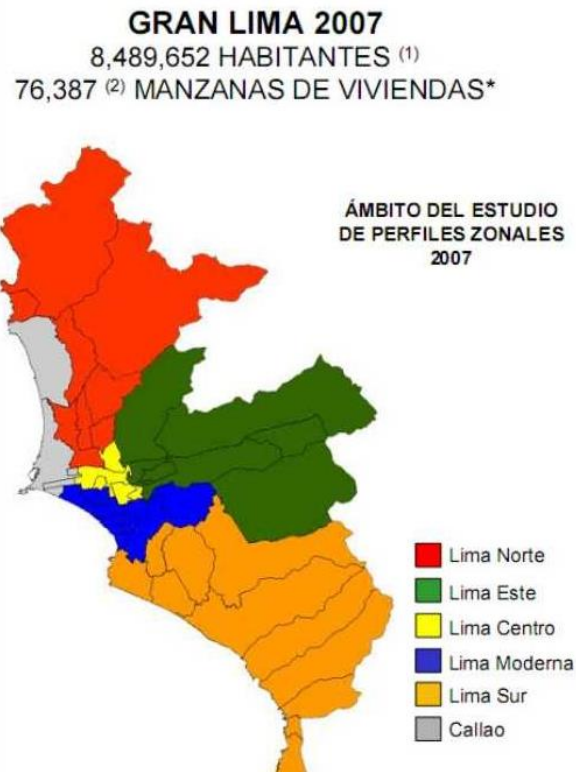 GRAN LIMA 2007
8,489,652 HABITANTES (1)
76,387 (2) MANZANAS DE VIVIENDAS*
ÁMBITO DEL ESTUDIO
DE PERFILES ZONALES
2007
Lima Norte
Lima Este
Lima Centro
Lima Moderna
Lima Sur
Callao